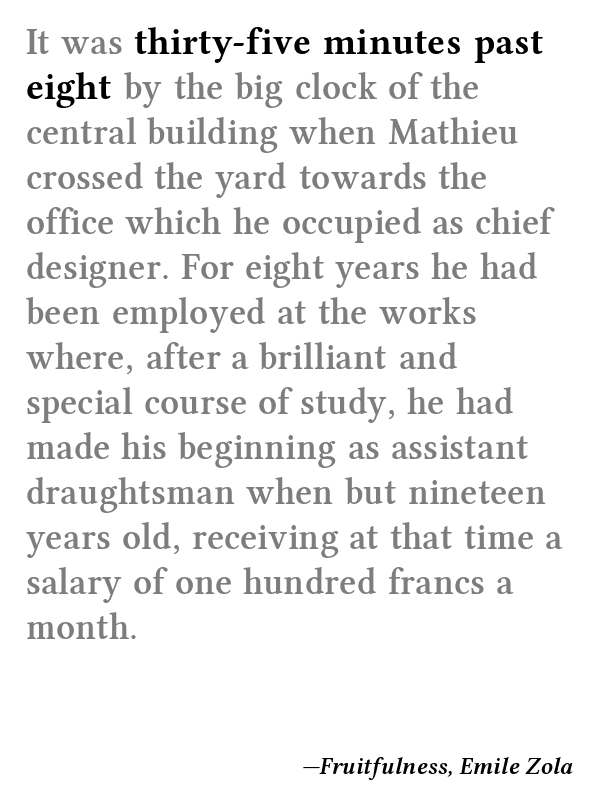 It was thirty-five minutes past
eight by the big clock of the
central building when Mathieu
crossed the yard towards the
office which he occupied as chief
designer. For eight years he had
been employed at the works
where, after a brilliant and
special course of study, he had
made his beginning as assistant
draughtsman when but nineteen
years old, receiving at that time a
salary of one hundred francs a
month.
—Fruitfulness, Emile Zola